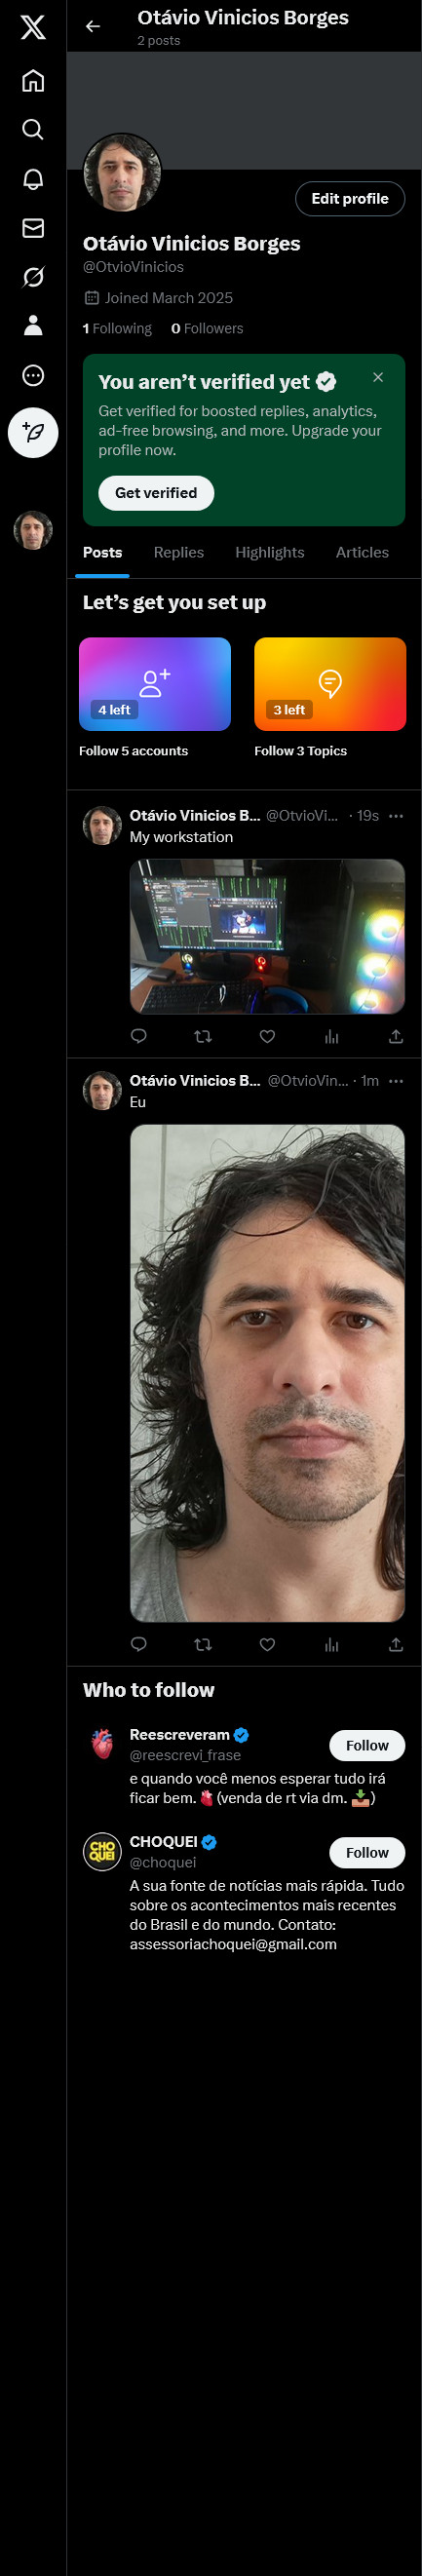 Otávio Vinicios Borges
2 posts
Edit profile
Otávio Vinicios Borges
@OtvioVinicios
Joined March 2025
1 Following 0 Followers
You aren’t verified yet
Get verified for boosted replies, analytics,
ad-free browsing, and more. Upgrade your
profile now.
Get verified
Posts Replies Highlights Articles
Let’s get you set up
4 left
3 left
Follow 5 accounts
Follow 3 Topics
Otávio Vinicios B... @OtvioVi... · 19s
My workstation
Otávio Vinicios B... @OtvioVin... · 1m
Eu
Who to follow
Reescreveram
@reescrevi_frase
Follow
e quando você menos esperar tudo irá
ficar bem. 🫀 (venda de rt via dm. 📥)
CHO
QUEI
CHOQUEI
@choquei
Follow
A sua fonte de notícias mais rápida. Tudo
sobre os acontecimentos mais recentes
do Brasil e do mundo. Contato:
assessoriachoquei@gmail.com